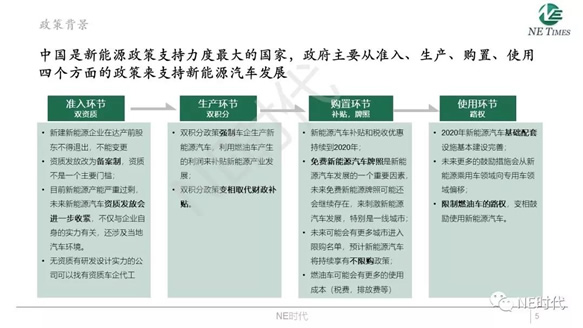 政策背景
NE TIMES
中国是新能源政策支持力度最大的国家，政府主要从准入、生产、购置、使用
四个方面的政策来支持新能源汽车发展
准入环节
双资质
• 新建新能源企业在达产前股
东不得退出，不能变更
• 资质发放改为备案制，资质
不是一个主要门槛；
• 目前新能源产能严重过剩，
未来新能源汽车资质发放会
进一步收紧，不仅与企业自
身的实力有关，还涉及当地
汽车环境。
• 无资质有研发设计实力的公
司可以找有资质车企代工
生产环节
双积分
• 双积分政策强制车企生产新
能源汽车，利用燃油车产生
的利润来补贴新能源产业发
展；
• 双积分政策变相取代财政补
贴。
购置环节
补贴，牌照
• 新能源汽车补贴和税收优惠
持续到2020年；
• 免费新能源汽车牌照是新能
源汽车发展的一个重要因素，
未来免费新能源牌照可能还
会继续存在，来刺激新能源
汽车发展，特别是一线城市；
• 未来可能会有更多城市进入
限购名单，预计新能源汽车
将持续享有不限购政策；
• 燃油车可能会有更多的使用
成本（税费、排放费等）
使用环节
路权
• 2020年新能源汽车基础配套
设施基本建设完善；
• 未来更多的鼓励措施会从新
能源乘用车领域向专用车领
域偏移；
• 限制燃油车的路权，变相鼓
励使用新能源汽车。
NE时代
NE时代
NE时代
5